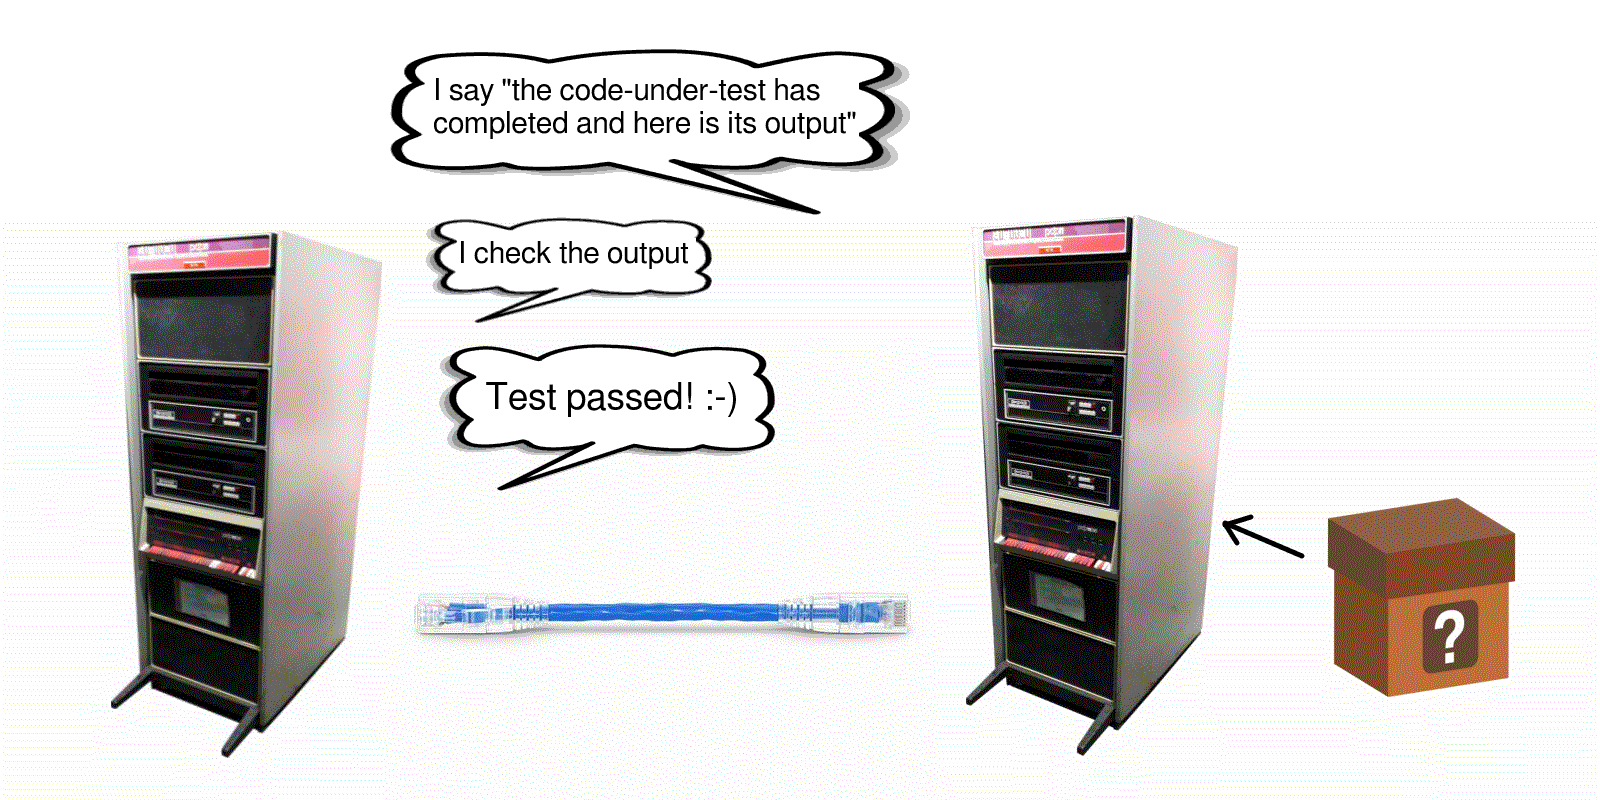 I say "the code-under-test has
completed and here is its output"
I check the output
Test passed! :-)
?